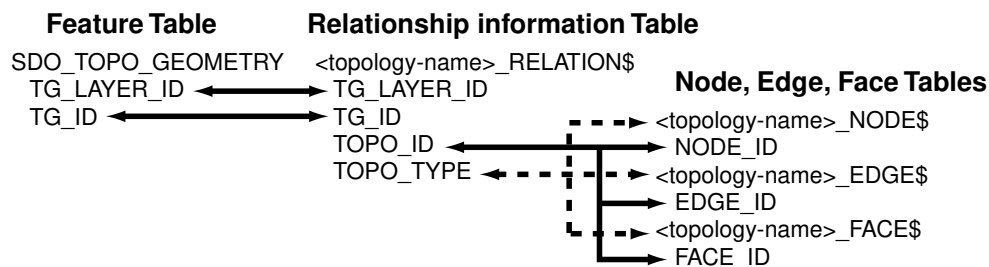 Feature Table
SDO_TOPO_GEOMETRY
TG_LAYER_ID
TG_ID
Relationship information Table
<topology-name>_RELATION$
TG_LAYER_ID
TG_ID
TOPO_ID
TOPO_TYPE
Node, Edge, Face Tables
<topology-name>_NODE$
NODE_ID
<topology-name>_EDGE$
EDGE_ID
<topology-name>_FACE$
FACE_ID